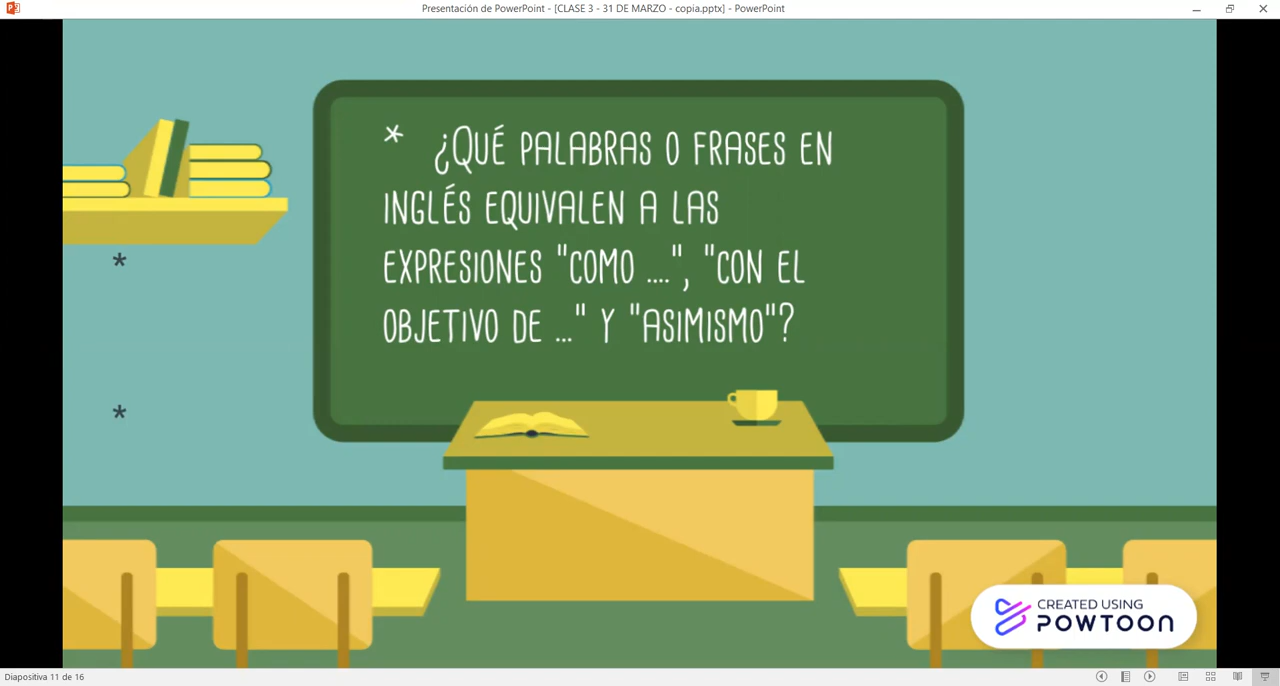 Presentación de PowerPoint - [CLASE 3 - 31 DE MARZO - copia.pptx] - PowerPoint
* ¿QUÉ PALABRAS O FRASES EN
INGLÉS EQUIVALEN A LAS
EXPRESIONES "COMO ....", "CON EL
OBJETIVO DE ..." Y "ASIMISMO"?
*
*
CREATED USING
POWTOON
Diapositiva 11 de 16